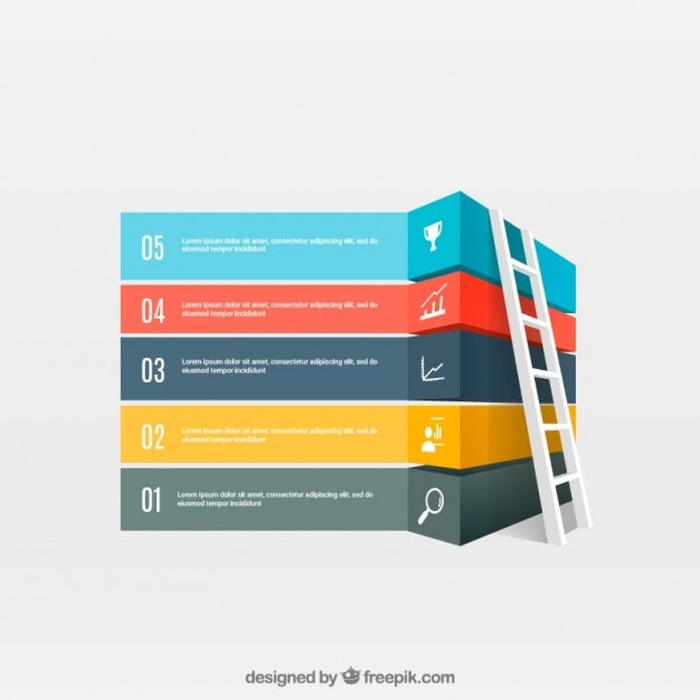 05
Lorem ipsum dolor sit amet, consectetur adipiscing elit, sed do
eiusmod tempor incididunt
04
Lorem ipsum dolor sit amet, consectetur adipiscing elit, sed do
eiusmod tempor incididunt
03
Lorem ipsum dolor sit amet, consectetur adipiscing elit, sed do
eiusmod tempor incididunt
02
Lorem ipsum dolor sit amet, consectetur adipiscing elit, sed do
eiusmod tempor incididunt
01
Lorem ipsum dolor sit amet, consectetur adipiscing elit, sed do
eiusmod tempor incididunt
designed by freepik.com